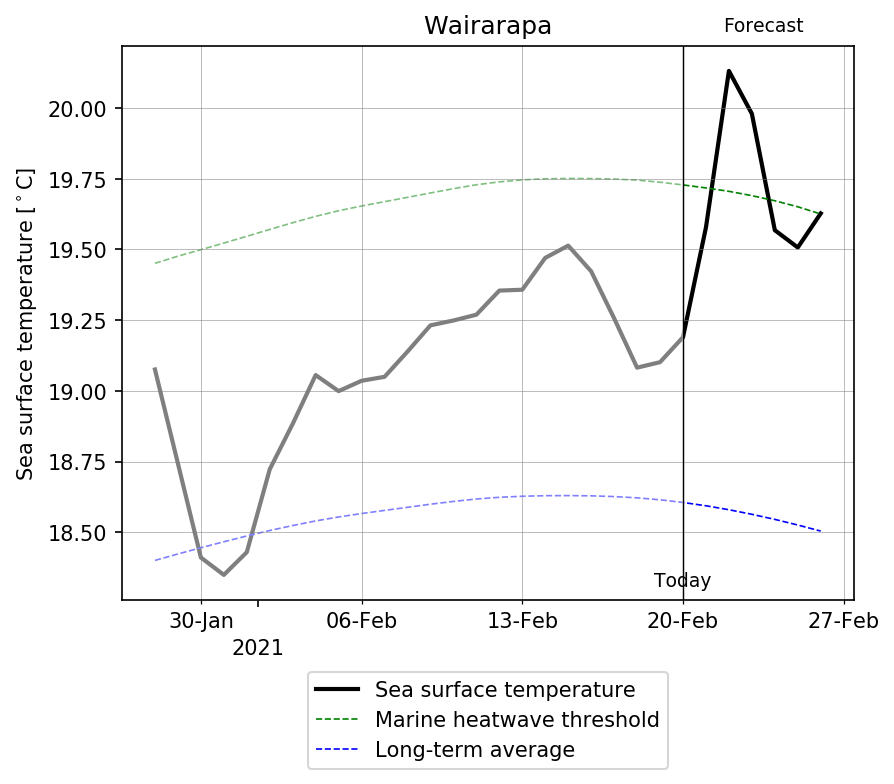 Wairarapa
Forecast
Sea surface temperature [°C]
20.00
19.75
19.50
19.25
19.00
18.75
18.50
Today
30-Jan 06-Feb 13-Feb 20-Feb 27-Feb
2021
Sea surface temperature
Marine heatwave threshold
Long-term average